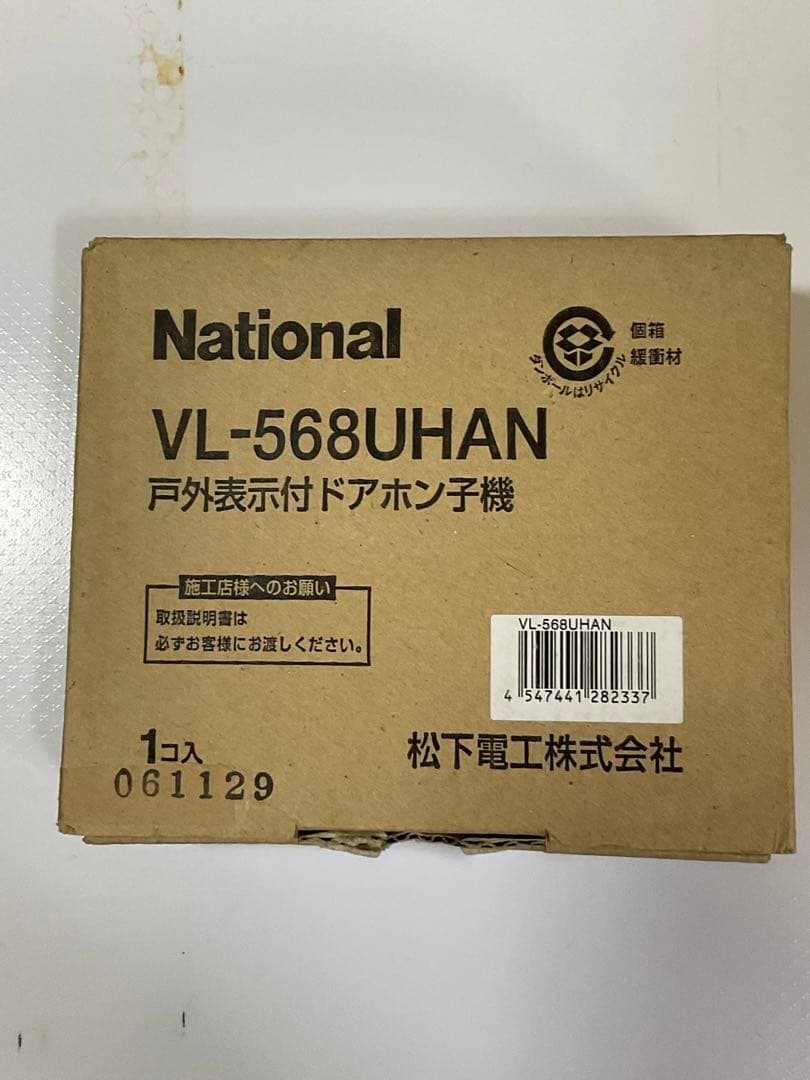 National
個箱
緩衝材
ダンボールはリサイクル
VL-568UHAN
戸外表示付ドアホン子機
施工店様へのお願い
取扱説明書は
必ずお客様にお渡しください。
VL-568UHAN
4 547441 282337
1コ入
松下電工株式会社
061129